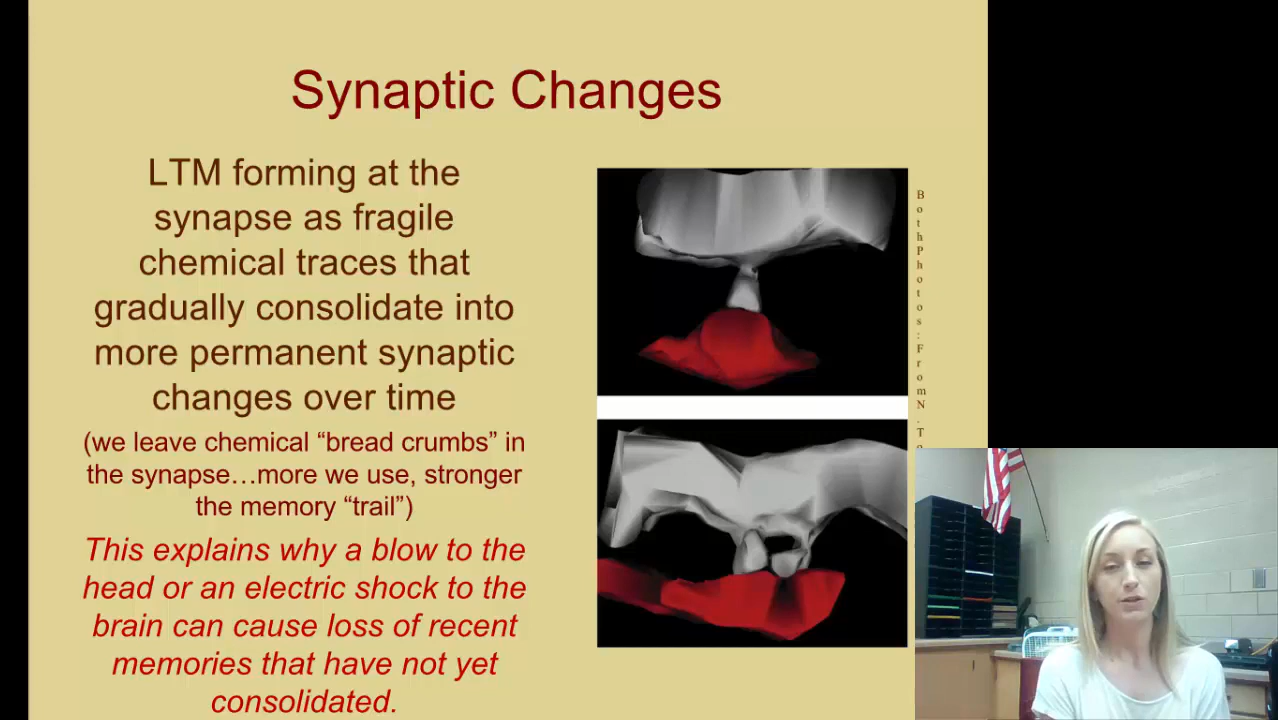 Synaptic Changes
LTM forming at the
synapse as fragile
chemical traces that
gradually consolidate into
more permanent synaptic
changes over time
(we leave chemical “bread crumbs” in
the synapse…more we use, stronger
the memory “trail”)
This explains why a blow to the
head or an electric shock to the
brain can cause loss of recent
memories that have not yet
consolidated.
Both Photos: From N.